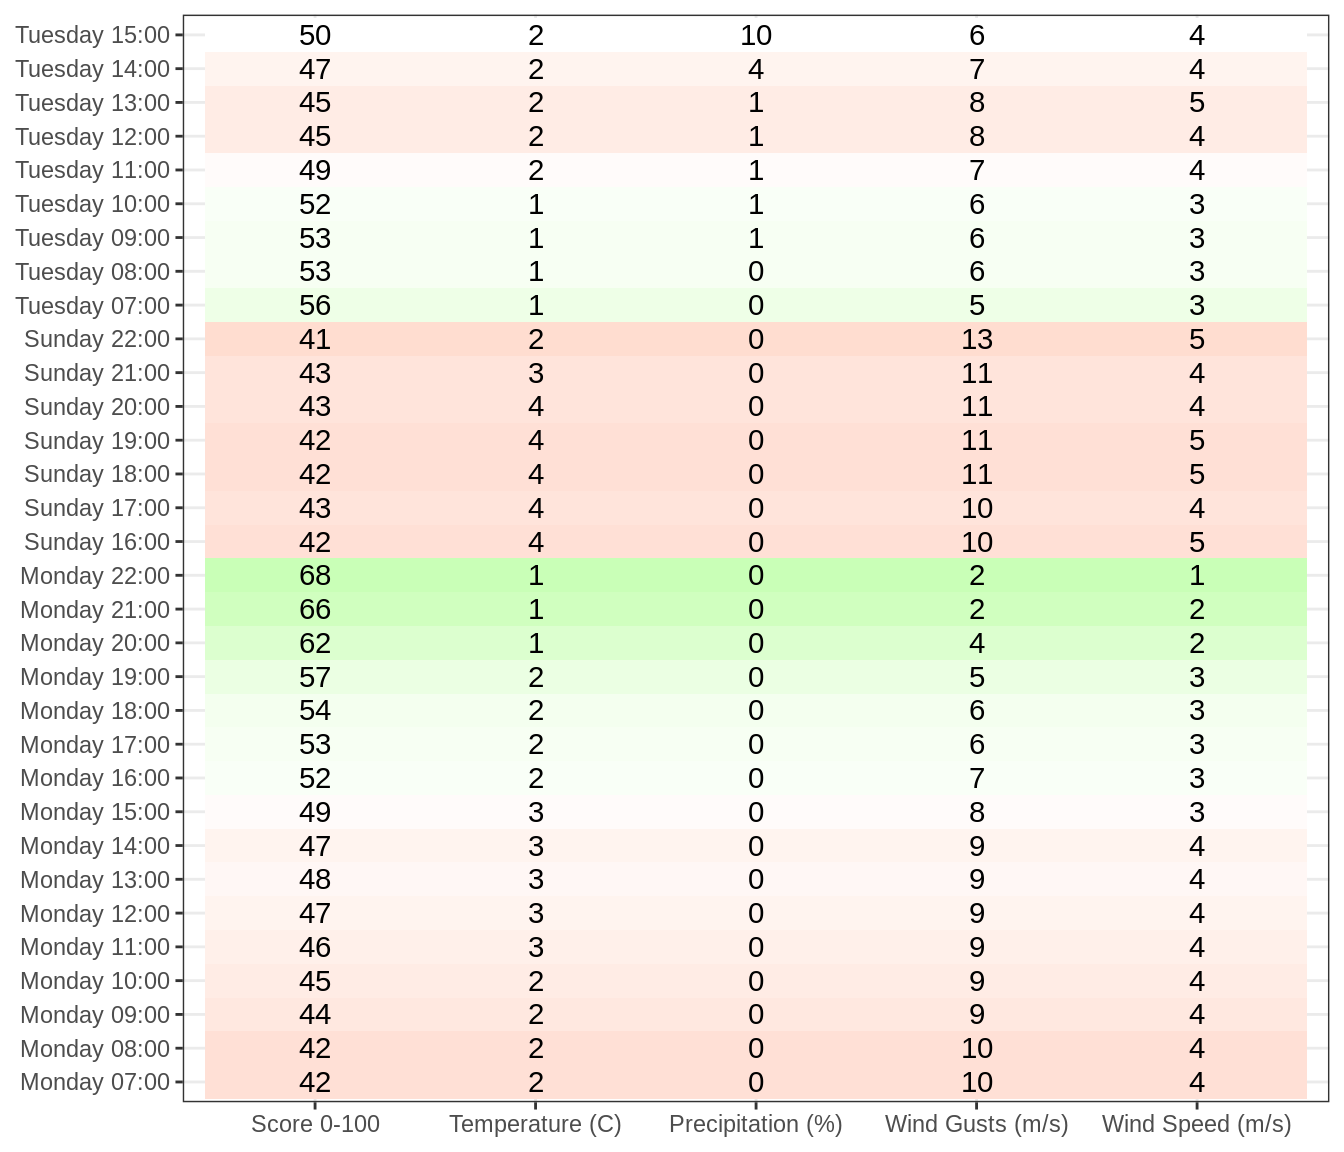 Tuesday 15:00 50 2 10 6 4
Tuesday 14:00 47 2 4 7 4
Tuesday 13:00 45 2 1 8 5
Tuesday 12:00 45 2 1 8 4
Tuesday 11:00 49 2 1 7 4
Tuesday 10:00 52 1 1 6 3
Tuesday 09:00 53 1 1 6 3
Tuesday 08:00 53 1 0 6 3
Tuesday 07:00 56 1 0 5 3
Sunday 22:00 41 2 0 13 5
Sunday 21:00 43 3 0 11 4
Sunday 20:00 43 4 0 11 4
Sunday 19:00 42 4 0 11 5
Sunday 18:00 42 4 0 11 5
Sunday 17:00 43 4 0 10 4
Sunday 16:00 42 4 0 10 5
Monday 22:00 68 1 0 2 1
Monday 21:00 66 1 0 2 2
Monday 20:00 62 1 0 4 2
Monday 19:00 57 2 0 5 3
Monday 18:00 54 2 0 6 3
Monday 17:00 53 2 0 6 3
Monday 16:00 52 2 0 7 3
Monday 15:00 49 3 0 8 3
Monday 14:00 47 3 0 9 4
Monday 13:00 48 3 0 9 4
Monday 12:00 47 3 0 9 4
Monday 11:00 46 3 0 9 4
Monday 10:00 45 2 0 9 4
Monday 09:00 44 2 0 9 4
Monday 08:00 42 2 0 10 4
Monday 07:00 42 2 0 10 4
Score 0-100 Temperature (C) Precipitation (%) Wind Gusts (m/s) Wind Speed (m/s)